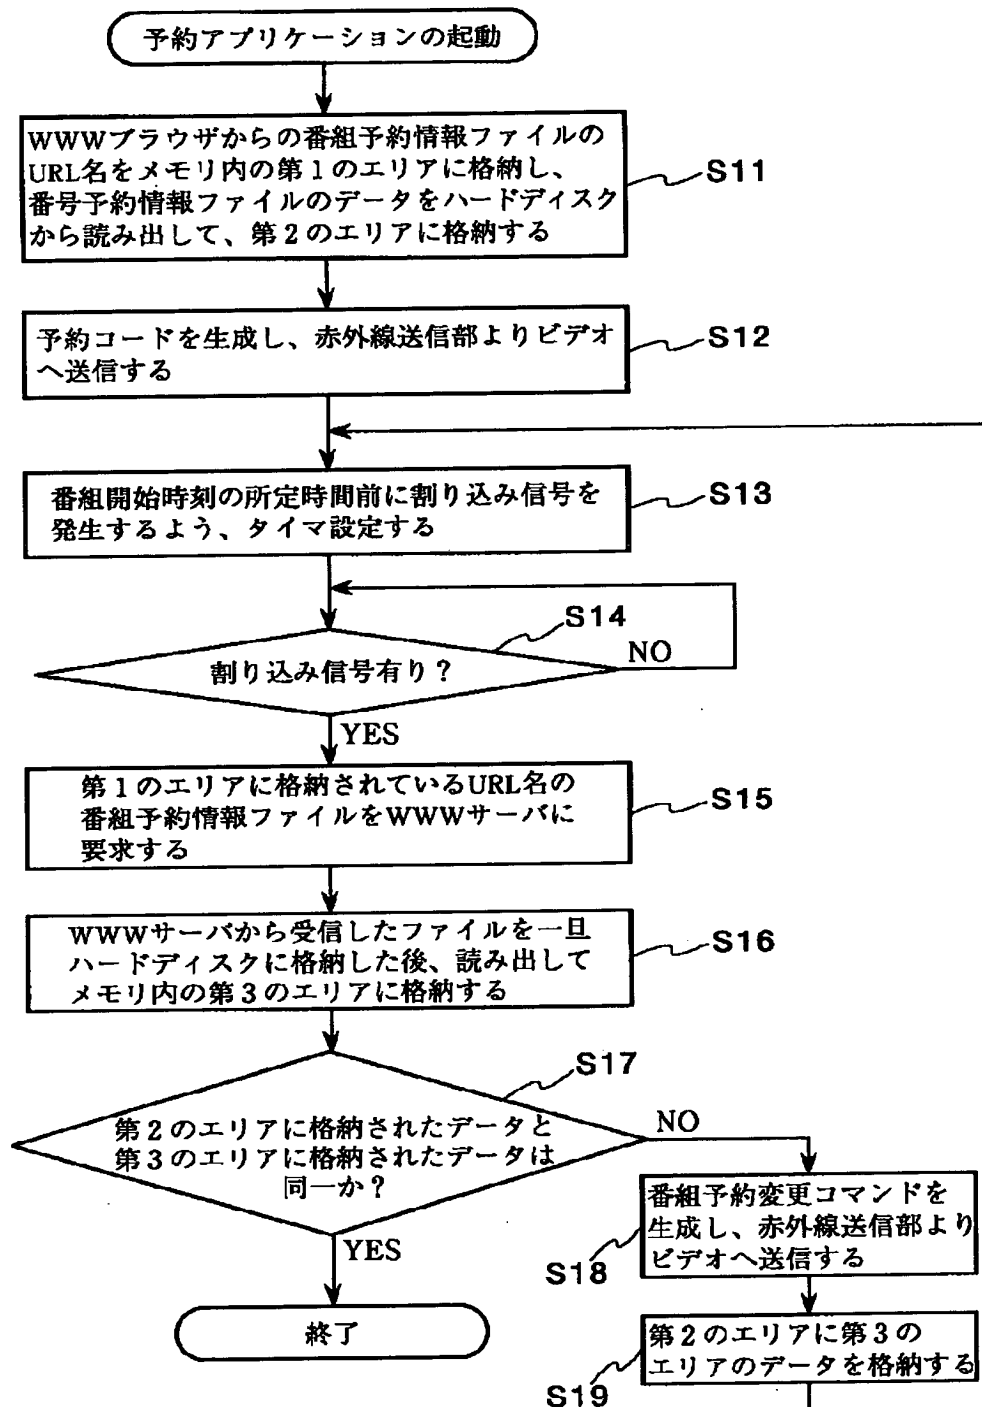 予約アプリケーションの起動
WWWブラウザからの番組予約情報ファイルの
URL名をメモリ内の第1のエリアに格納し、
番号予約情報ファイルのデータをハードディスク
から読み出して、第2のエリアに格納する
S11
予約コードを生成し、赤外線送信部よりビデオ
へ送信する
S12
番組開始時刻の所定時間前に割り込み信号を
発生するよう、タイマ設定する
S13
割り込み信号有り？
S14
NO
YES
第1のエリアに格納されているURL名の
番組予約情報ファイルをWWWサーバに
要求する
S15
WWWサーバから受信したファイルを一旦
ハードディスクに格納した後、読み出して
メモリ内の第3のエリアに格納する
S16
第2のエリアに格納されたデータと
第3のエリアに格納されたデータは
同一か？
S17
NO
YES
番組予約変更コマンドを
生成し、赤外線送信部より
ビデオへ送信する
S18
終了
第2のエリアに第3の
エリアのデータを格納する
S19